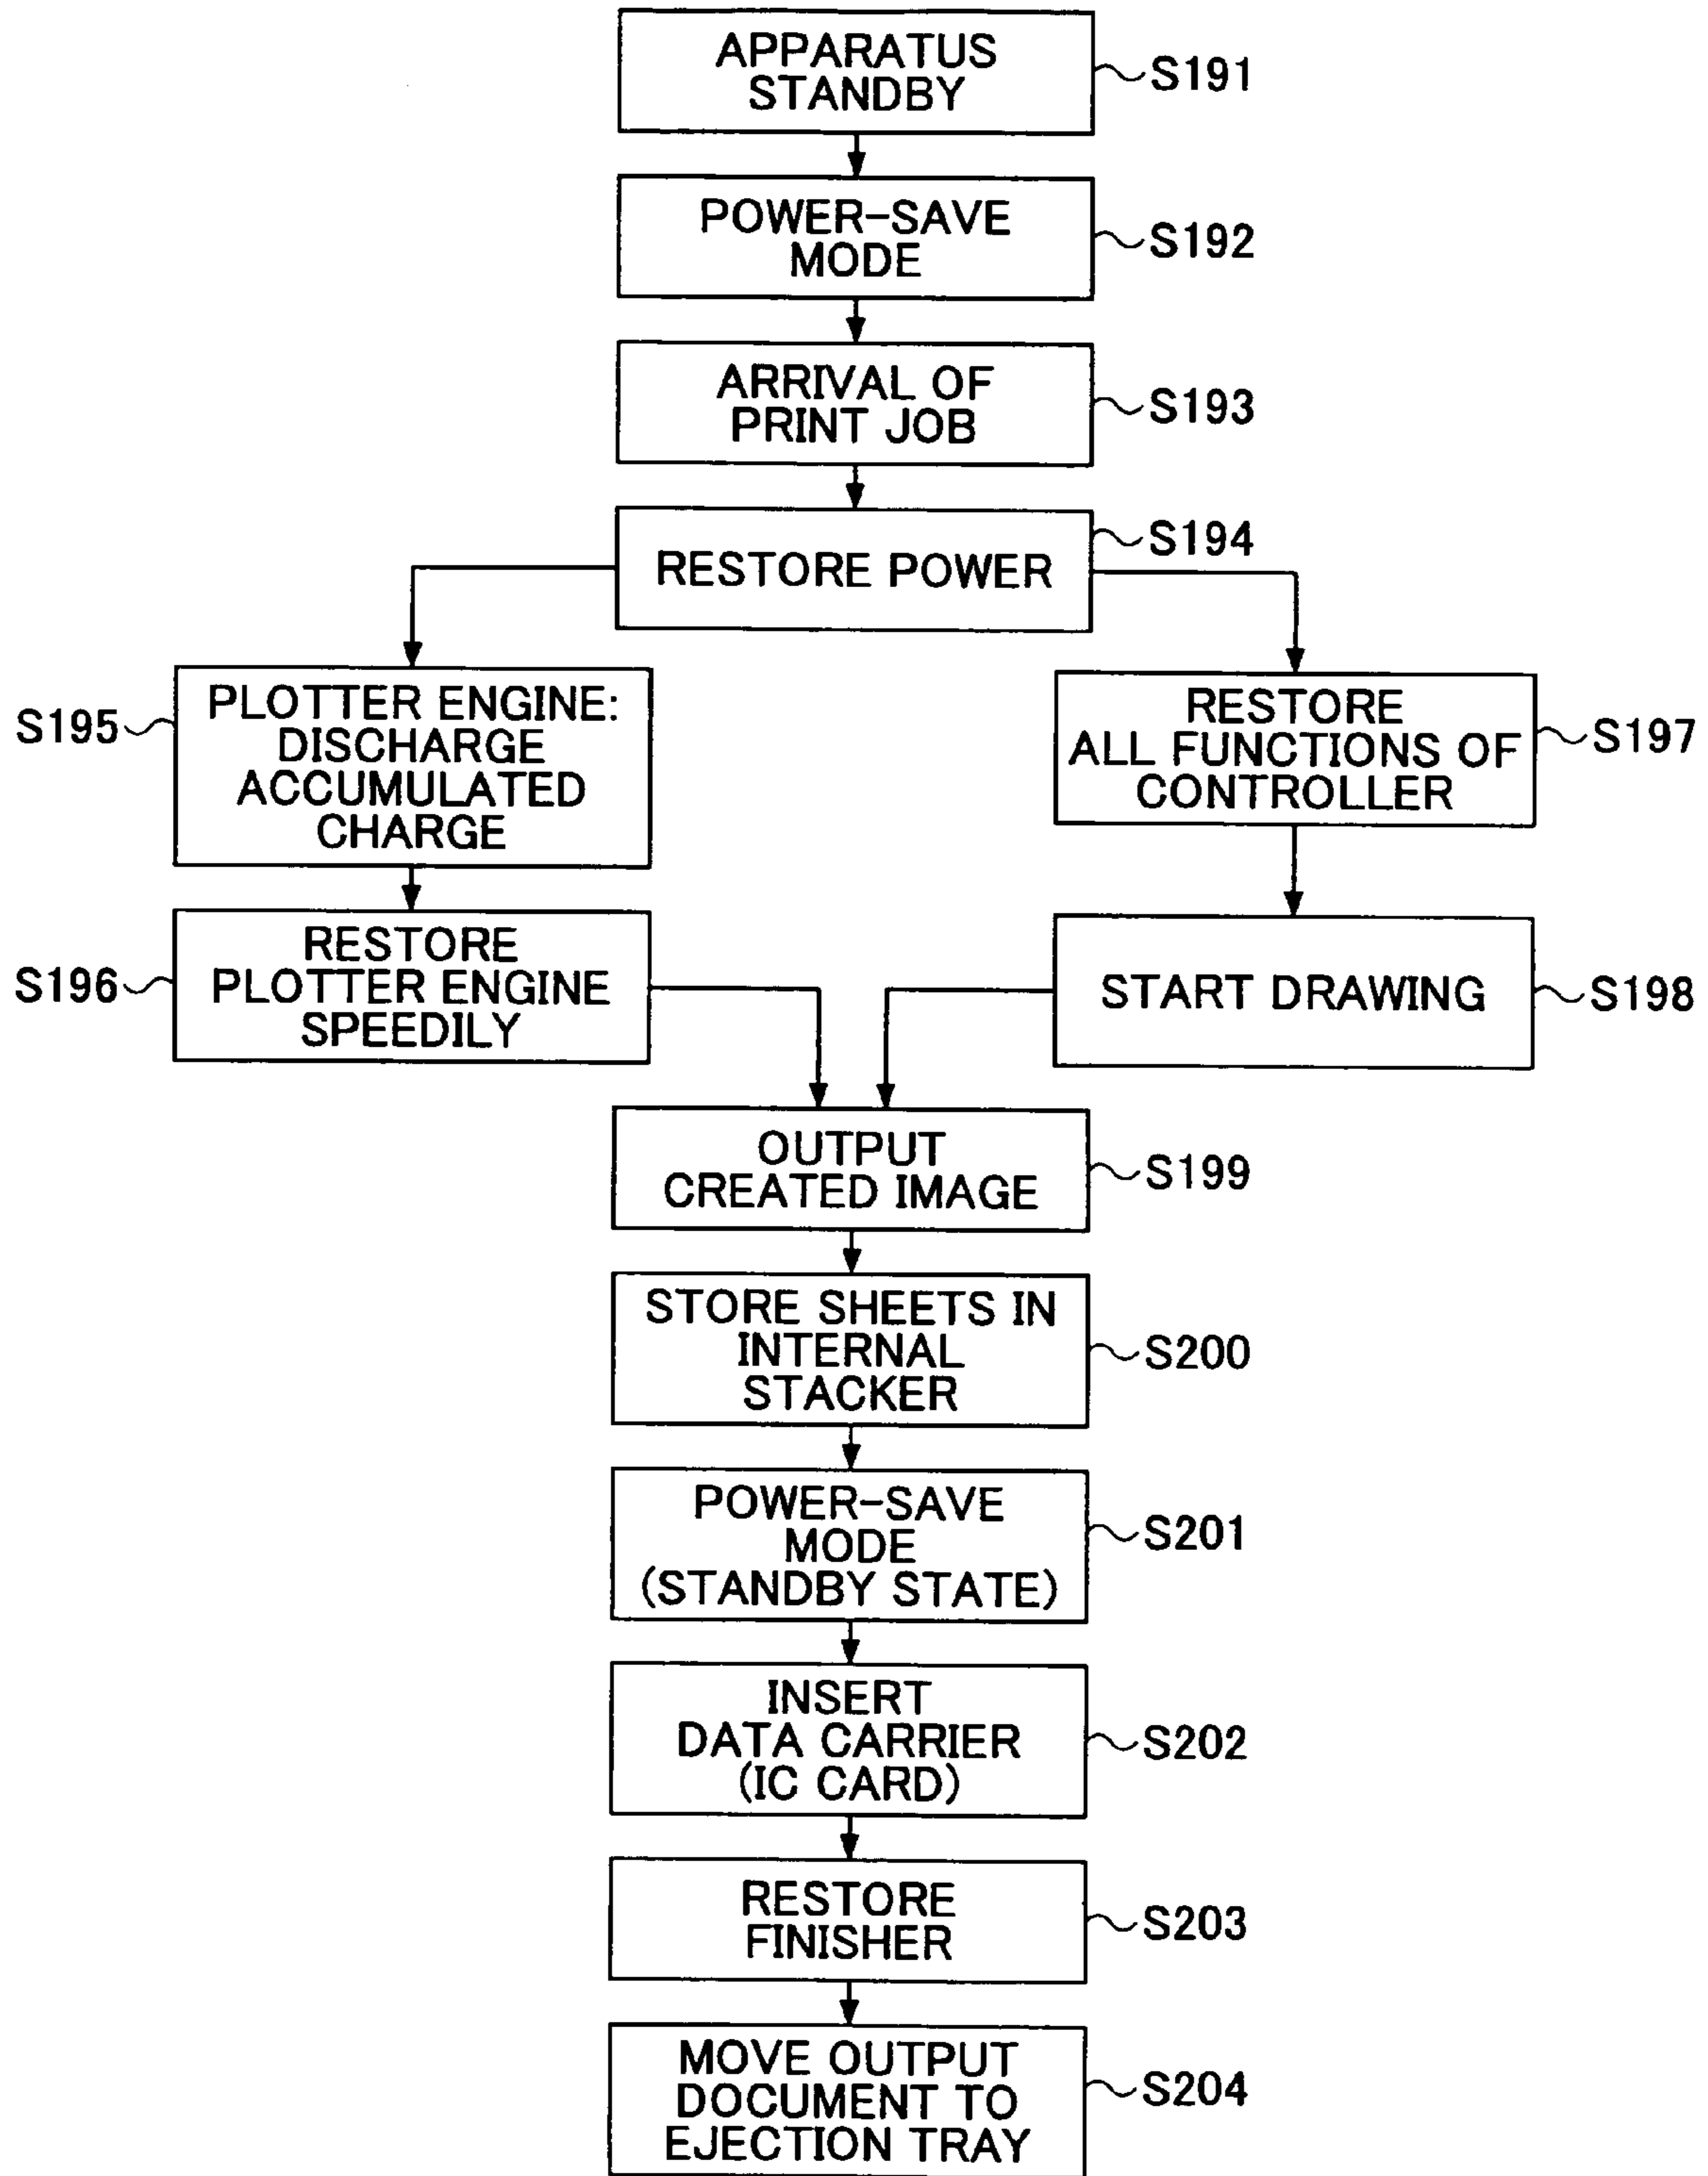 APPARATUS
STANDBY
S191
POWER-SAVE
MODE
S192
ARRIVAL OF
PRINT JOB
S193
RESTORE POWER
S194
S195
PLOTTER ENGINE:
DISCHARGE
ACCUMULATED
CHARGE
RESTORE
ALL FUNCTIONS OF
CONTROLLER
S197
S196
RESTORE
PLOTTER ENGINE
SPEEDILY
START DRAWING
S198
OUTPUT
CREATED IMAGE
S199
STORE SHEETS IN
INTERNAL
STACKER
S200
POWER-SAVE
MODE
(STANDBY STATE)
S201
INSERT
DATA CARRIER
(IC CARD)
S202
RESTORE
FINISHER
S203
MOVE OUTPUT
DOCUMENT TO
EJECTION TRAY
S204